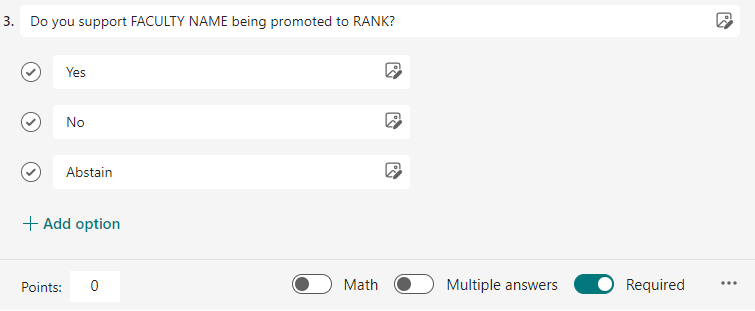 3. Do you support FACULTY NAME being promoted to RANK?
Yes
No
Abstain
+ Add option
Points: 0 Math Multiple answers Required ...